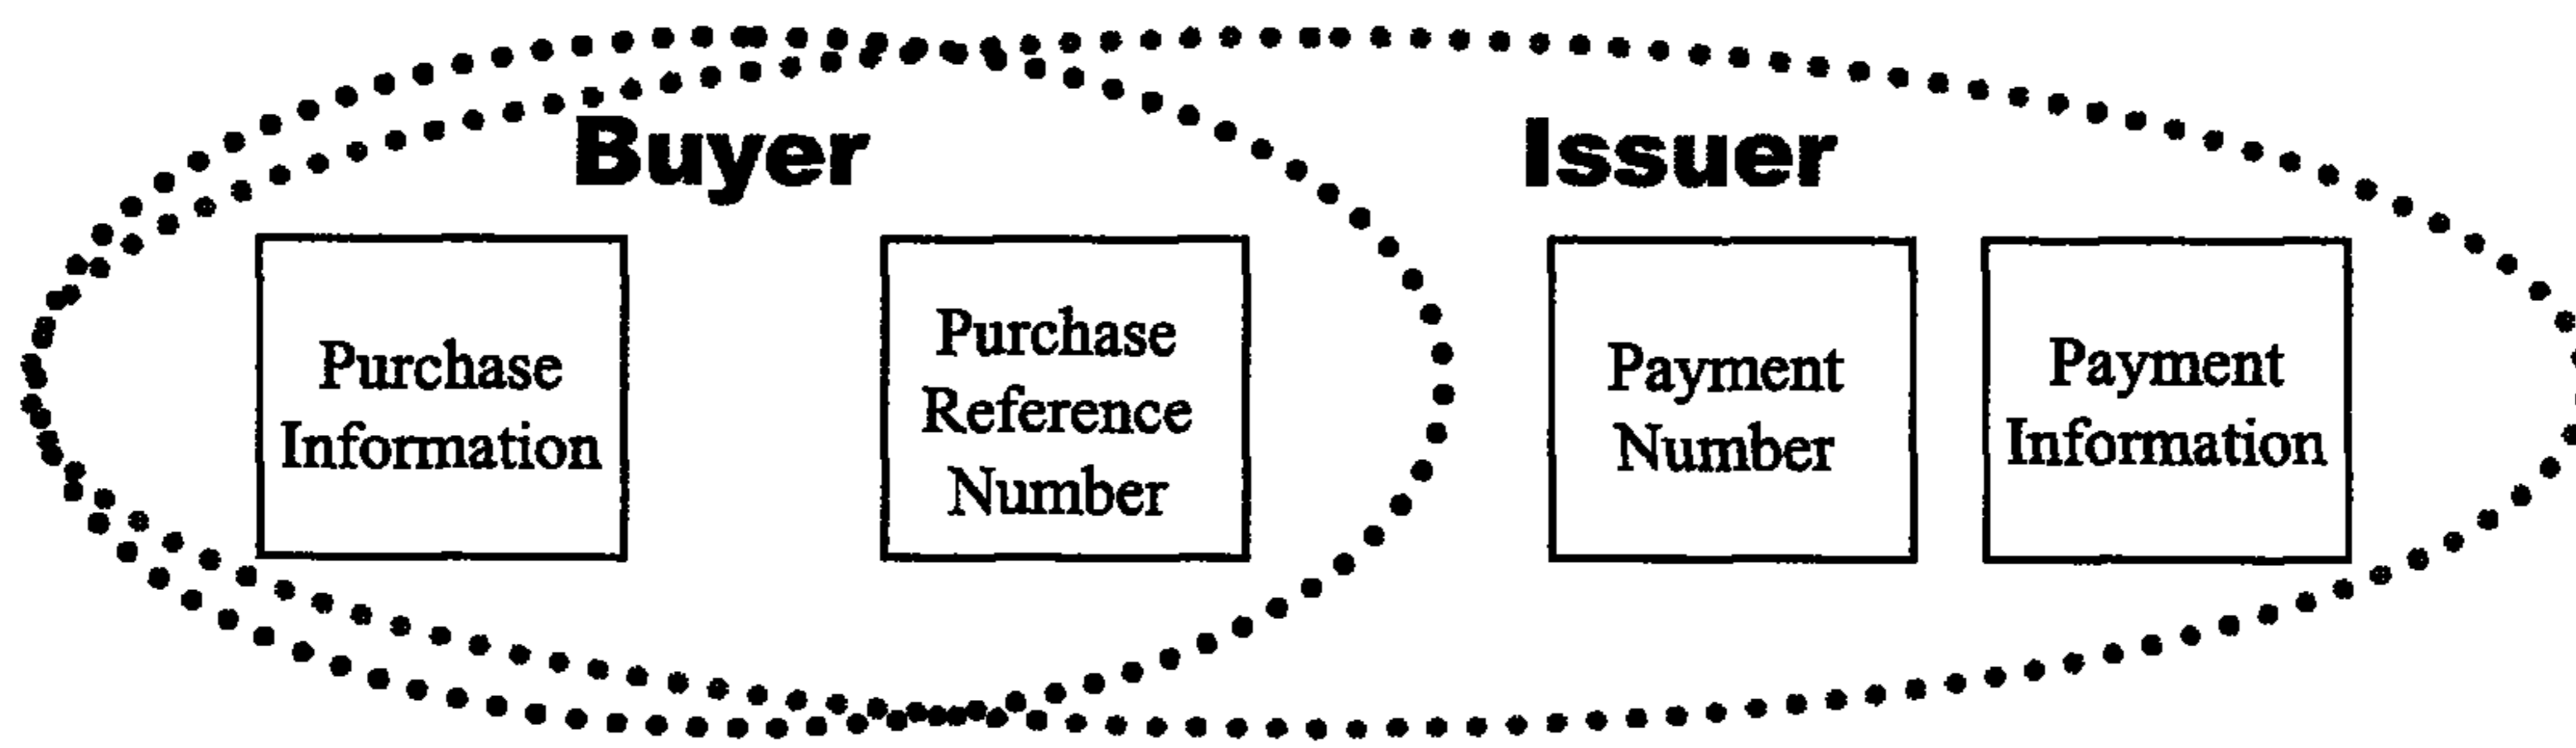 Buyer
Issuer
Purchase
Information
Purchase
Reference
Number
Payment
Number
Payment
Information